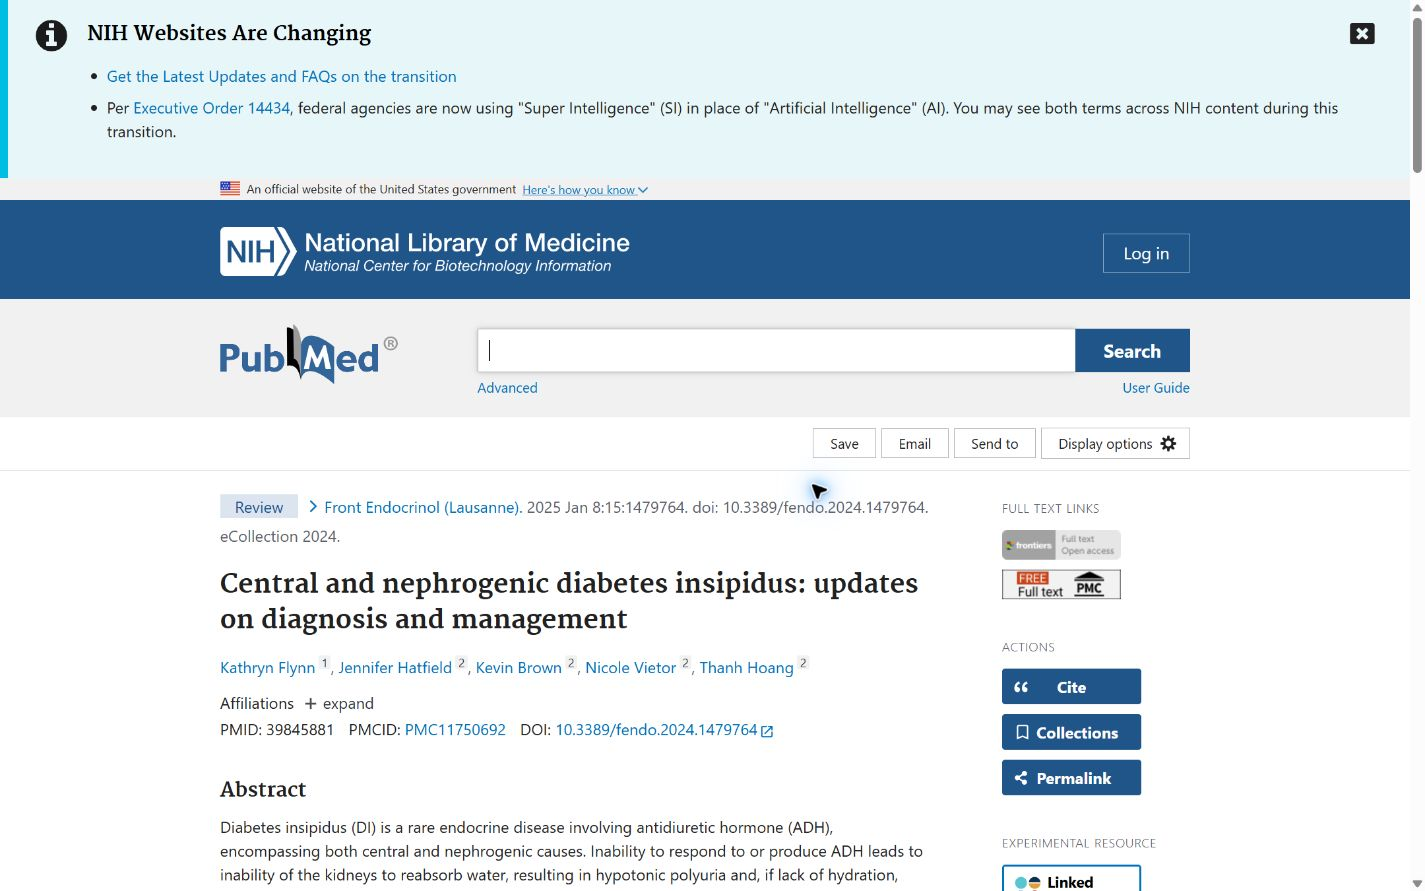 NIH Websites Are Changing
Get the Latest Updates and FAQs on the transition
Per Executive Order 14434, federal agencies are now using "Super Intelligence" (SI) in place of "Artificial Intelligence" (AI). You may see both terms across NIH content during this
transition.
An official website of the United States government Here's how you know
NIH National Library of Medicine
National Center for Biotechnology Information
Log in
PubMed®
Search
Advanced
User Guide
Save
Email
Send to
Display options
Review
Front Endocrinol (Lausanne). 2025 Jan 8:15:1479764. doi: 10.3389/fendo.2024.1479764.
eCollection 2024.
Central and nephrogenic diabetes insipidus: updates
on diagnosis and management
Kathryn Flynn 1, Jennifer Hatfield 2, Kevin Brown 2, Nicole Vietor 2, Thanh Hoang 2
Affiliations + expand
PMID: 39845881 PMCID: PMC11750692 DOI: 10.3389/fendo.2024.1479764
Abstract
Diabetes insipidus (DI) is a rare endocrine disease involving antidiuretic hormone (ADH),
encompassing both central and nephrogenic causes. Inability to respond to or produce ADH leads to
inability of the kidneys to reabsorb water, resulting in hypotonic polyuria and, if lack of hydration,
FULL TEXT LINKS
frontiers Full text
Open access
FREE
Full text PMC
ACTIONS
Cite
Collections
Permalink
EXPERIMENTAL RESOURCE
Linked